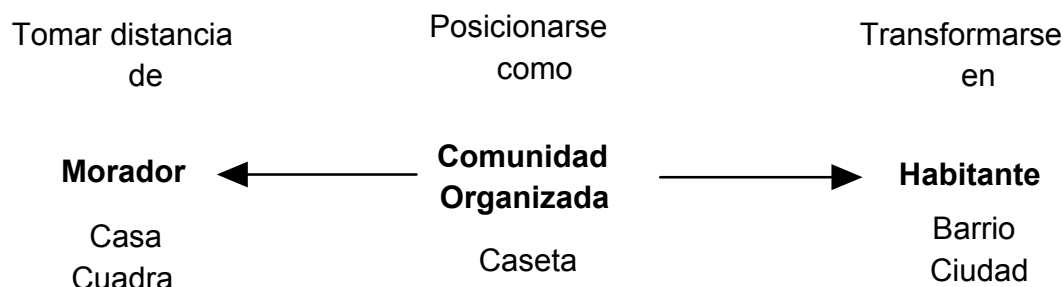 Tomar distancia
de
Posicionarse
como
Transformarse
en
Morador
Comunidad
Organizada
Habitante
Casa
Cuadra
Caseta
Barrio
Ciudad